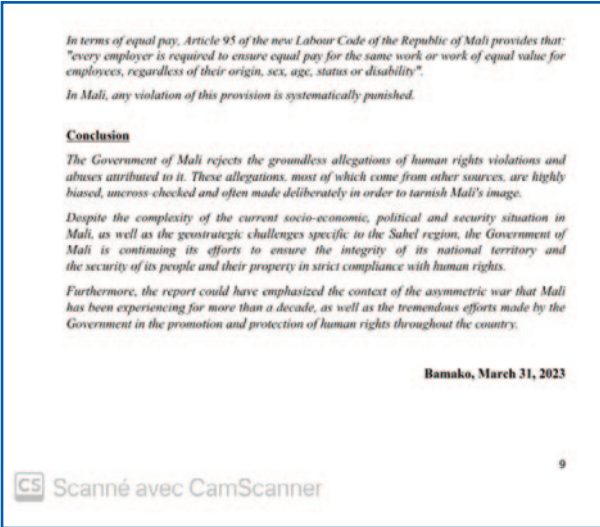 In terms of equal pay, Article 95 of the new Labour Code of the Republic of Mali provides that:
"every employer is required to ensure equal pay for the same work or work of equal value for
employees, regardless of their origin, sex, age, status or disability".
In Mali, any violation of this provision is systematically punished.
Conclusion
The Government of Mali rejects the groundless allegations of human rights violations and
abuses attributed to it. These allegations, most of which come from other sources, are highly
biased, uncross-checked and often made deliberately in order to tarnish Mali's image.
Despite the complexity of the current socio-economic, political and security situation in
Mali, as well as the geostrategic challenges specific to the Sahel region, the Government of
Mali is continuing its efforts to ensure the integrity of its national territory and
the security of its people and their property in strict compliance with human rights.
Furthermore, the report could have emphasized the context of the asymmetric war that Mali
has been experiencing for more than a decade, as well as the tremendous efforts made by the
Government in the promotion and protection of human rights throughout the country.
Bamako, March 31, 2023
9
CS Scanné avec CamScanner